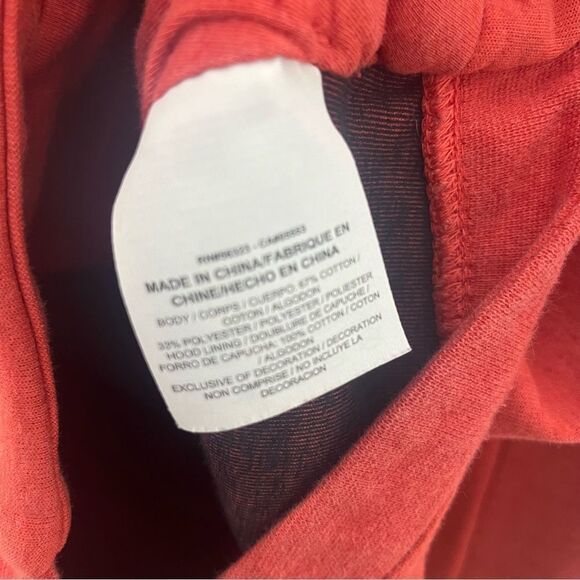 MADE IN CHINA/FABRIQUE EN
CHINE/HECHO EN CHINA
BODY / CORPS / CUERPO: 67% COTTON /
COTON / ALGODON
33% POLYESTER / POLYESTER / POLIESTER
HOOD LINING / DOUBLURE DE CAPUCHE /
FORRO DE CAPUCHA: 100% COTTON / COTON
/ ALGODON
EXCLUSIVE OF DECORATION / DECORATION
NON COMPRISE / NO INCLUYE LA
DECORACION